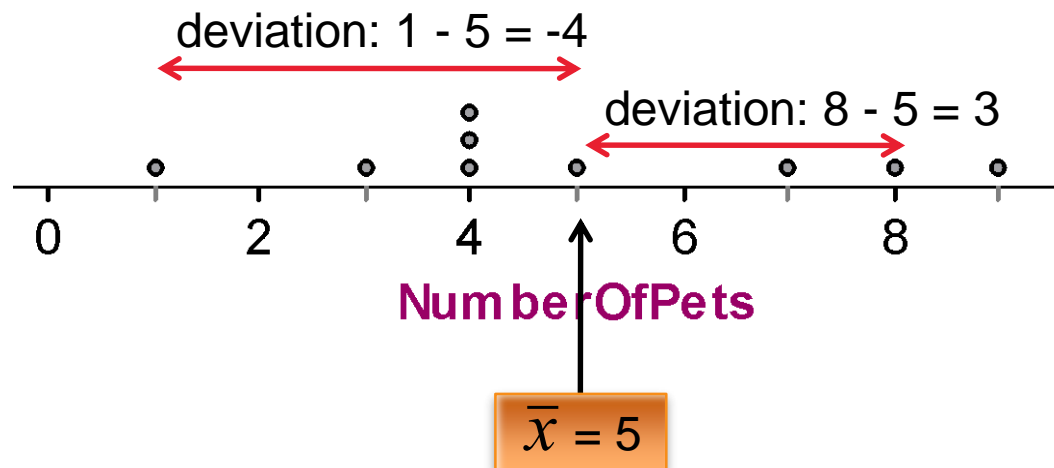 deviation: 1 - 5 = -4
deviation: 8 - 5 = 3
0 2 4 6 8
NumberOfPets
x̅ = 5